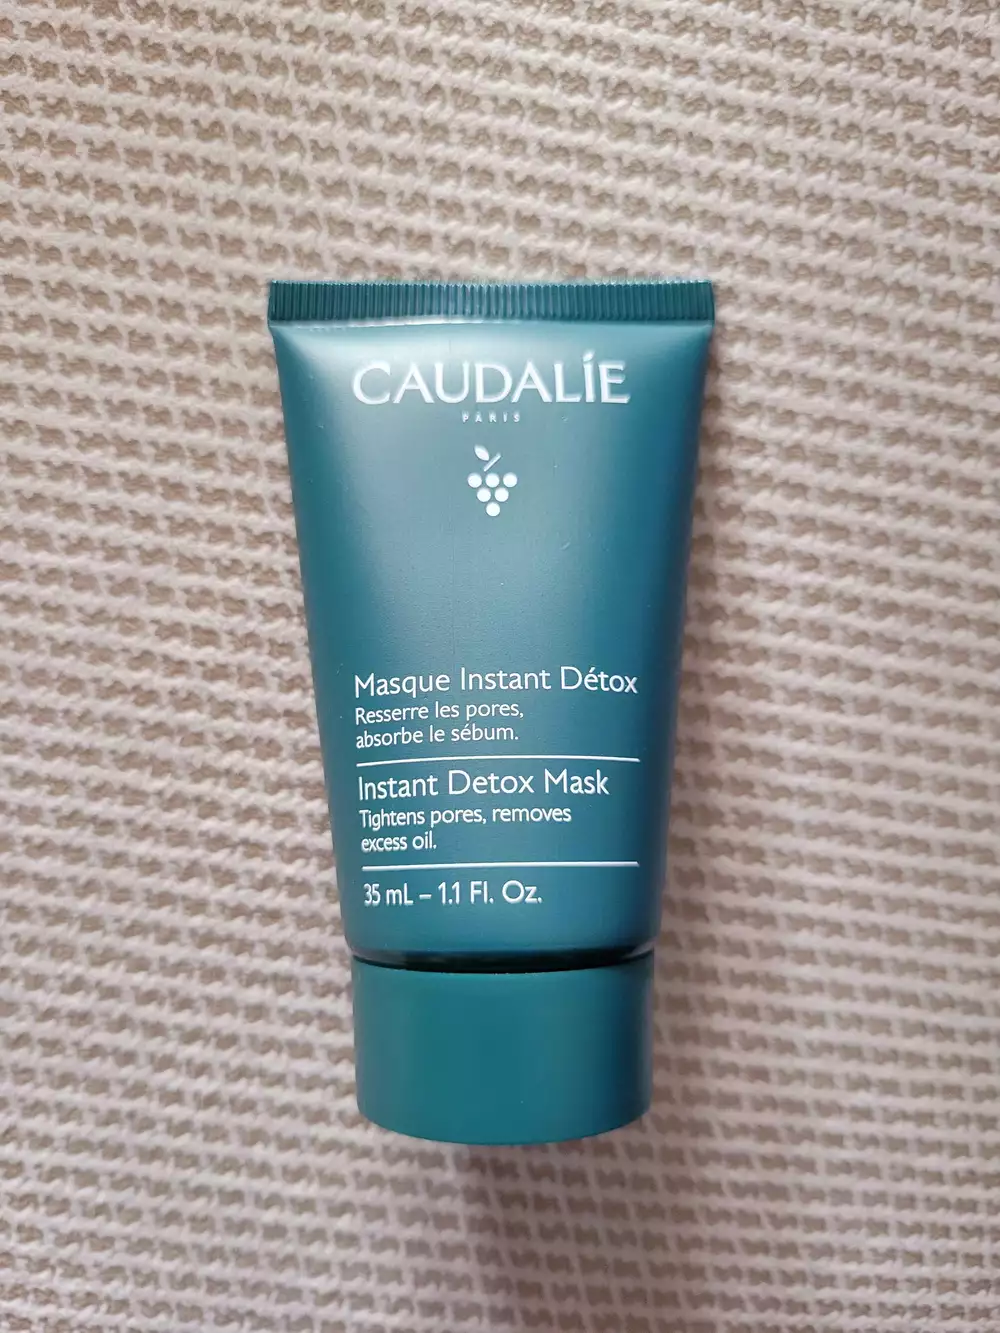 CAUDALÍE
PARIS
Masque Instant Détox
Resserre les pores,
absorbe le sébum.
Instant Detox Mask
Tightens pores, removes
excess oil.
35 mL – 1.1 Fl. Oz.